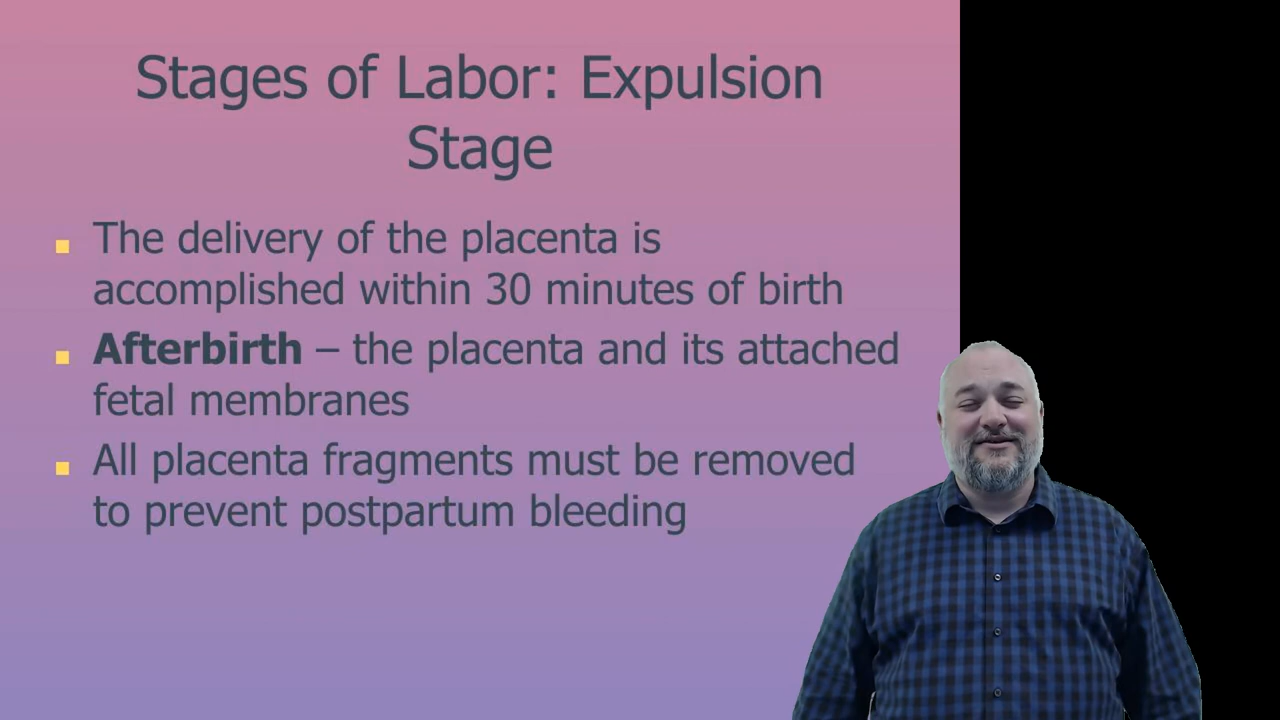 Stages of Labor: Expulsion
Stage
The delivery of the placenta is
accomplished within 30 minutes of birth
Afterbirth – the placenta and its attached
fetal membranes
All placenta fragments must be removed
to prevent postpartum bleeding